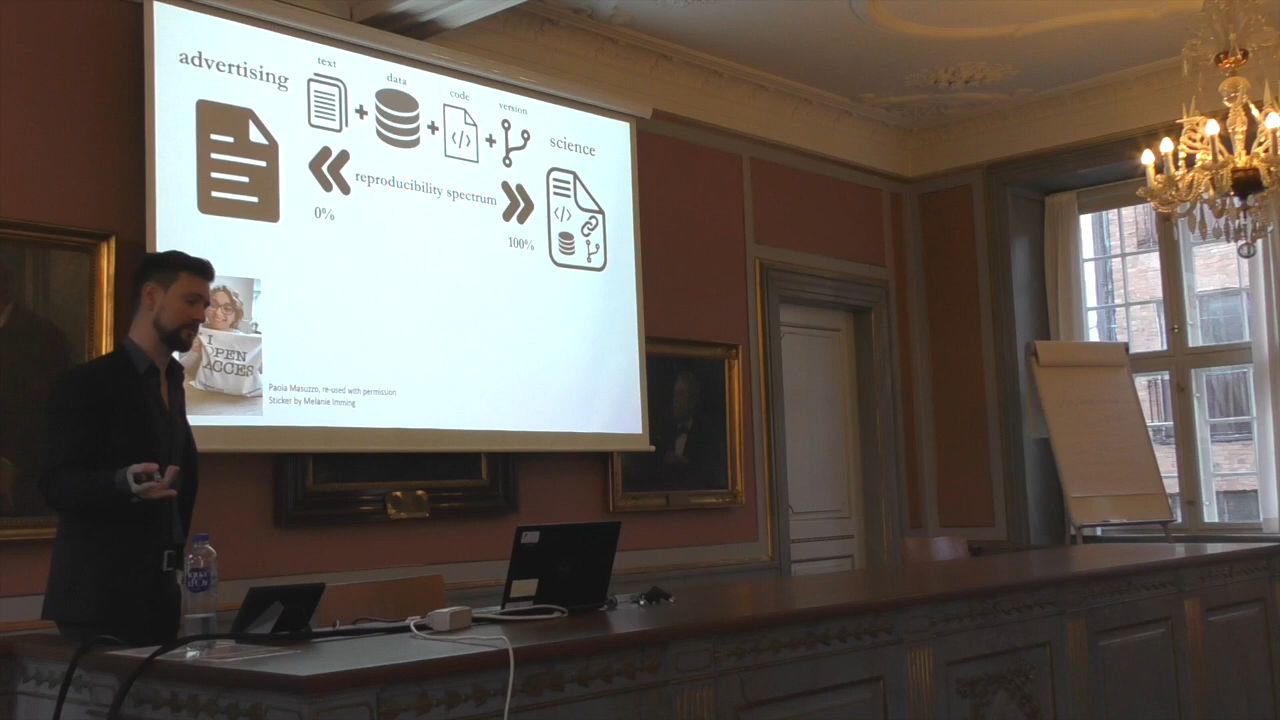 advertising
text
data
code
version
science
reproducibility spectrum
0%
100%
I
OPEN
ACCES
Paola Masuzzo, re-used with permission
Sticker by Melanie Imming